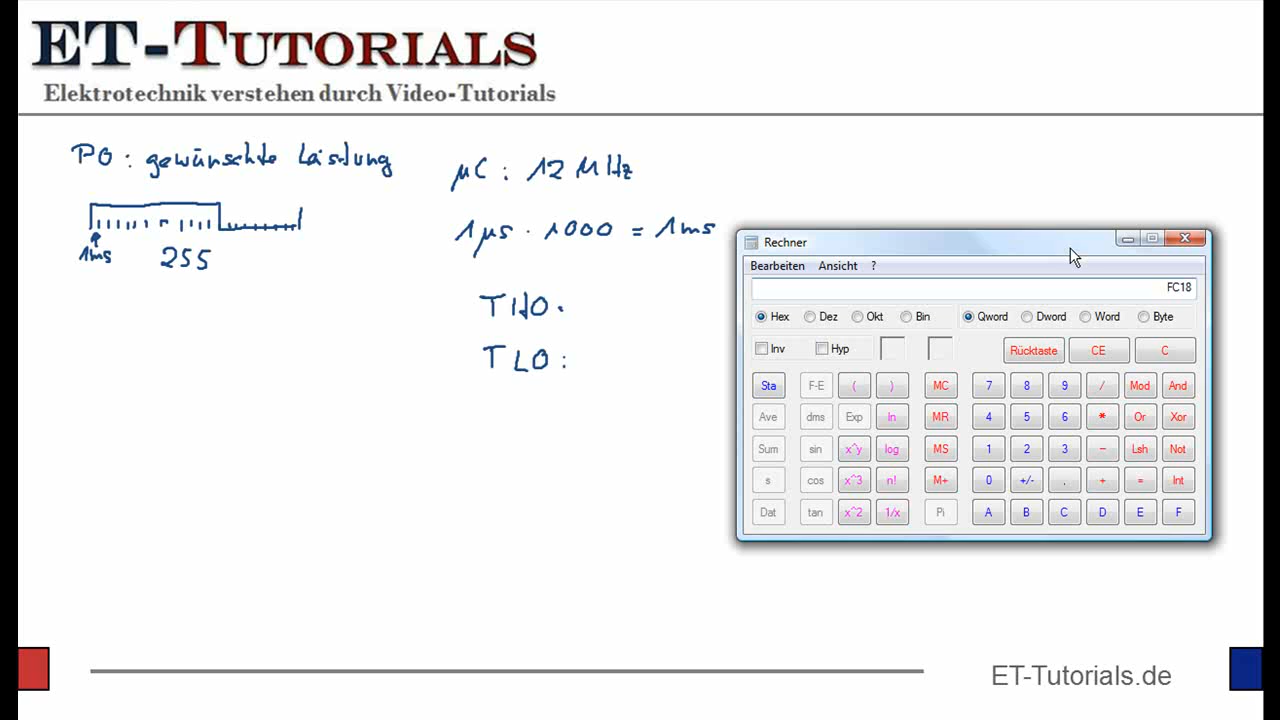 ET-TUTORIALS
Elektrotechnik verstehen durch Video-Tutorials
P0: gewünschte Leistung
1ms
255
µC: 12 MHz
1µs · 1000 = 1ms
TH0:
TL0:
Rechner
Bearbeiten Ansicht ?
FC18
Hex Dez Okt Bin Qword Dword Word Byte
Inv Hyp Rücktaste CE C
Sta F-E ( ) MC 7 8 9 / Mod And
Ave dms Exp ln MR 4 5 6 * Or Xor
Sum sin x^y log MS 1 2 3 - Lsh Not
s cos x^3 n! M+ 0 +/- , + = Int
Dat tan x^2 1/x Pi A B C D E F
ET-Tutorials.de